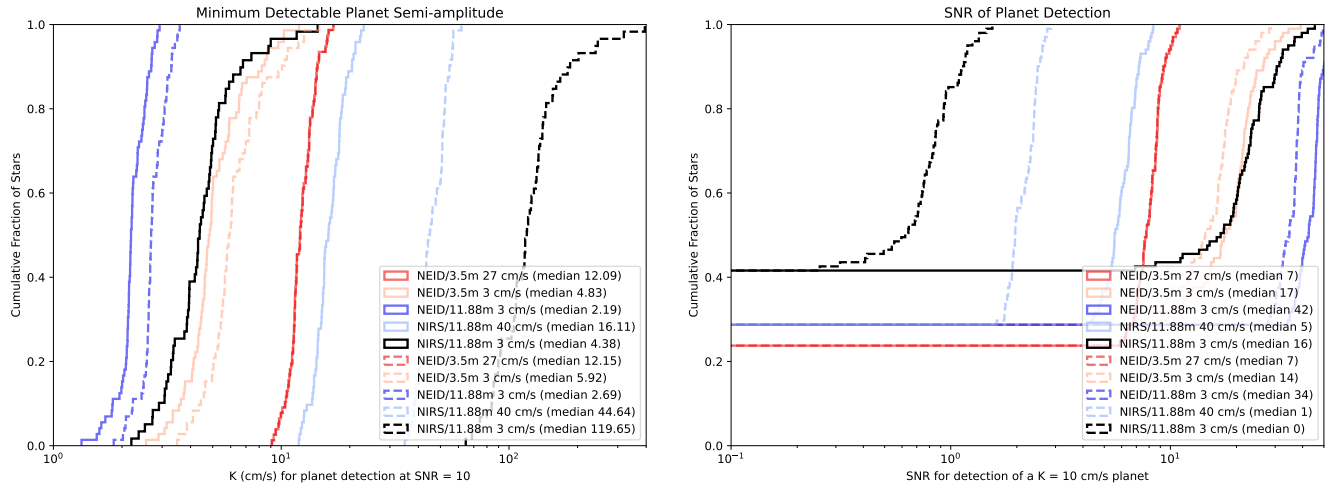 Minimum Detectable Planet Semi-amplitude
Cumulative Fraction of Stars
1.0
0.8
0.6
0.4
0.2
0.0
NEID/3.5m 27 cm/s (median 12.09)
NEID/3.5m 3 cm/s (median 4.83)
NEID/11.88m 3 cm/s (median 2.19)
NIRS/11.88m 40 cm/s (median 16.11)
NIRS/11.88m 3 cm/s (median 4.38)
NEID/3.5m 27 cm/s (median 12.15)
NEID/3.5m 3 cm/s (median 5.92)
NEID/11.88m 3 cm/s (median 2.69)
NIRS/11.88m 40 cm/s (median 44.64)
NIRS/11.88m 3 cm/s (median 119.65)
10⁰ 10¹ 10²
K (cm/s) for planet detection at SNR = 10
SNR of Planet Detection
Cumulative Fraction of Stars
1.0
0.8
0.6
0.4
0.2
0.0
NEID/3.5m 27 cm/s (median 7)
NEID/3.5m 3 cm/s (median 17)
NEID/11.88m 3 cm/s (median 42)
NIRS/11.88m 40 cm/s (median 5)
NIRS/11.88m 3 cm/s (median 16)
NEID/3.5m 27 cm/s (median 7)
NEID/3.5m 3 cm/s (median 14)
NEID/11.88m 3 cm/s (median 34)
NIRS/11.88m 40 cm/s (median 1)
NIRS/11.88m 3 cm/s (median 0)
10⁻¹ 10⁰ 10¹
SNR for detection of a K = 10 cm/s planet